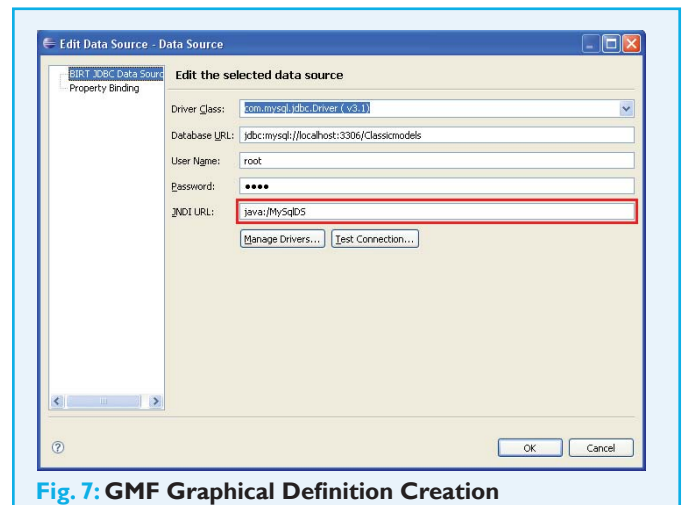 Edit Data Source - Data Source
BIRT JDBC Data Sourc
Property Binding
Edit the selected data source
Driver Class: com.mysql.jdbc.Driver ( v3.1)
Database URL: jdbc:mysql://localhost:3306/Classicmodels
User Name: root
Password: ●●●●
JNDI URL: java:/MySqlDS
Manage Drivers... Test Connection...
OK Cancel
Fig. 7: GMF Graphical Definition Creation